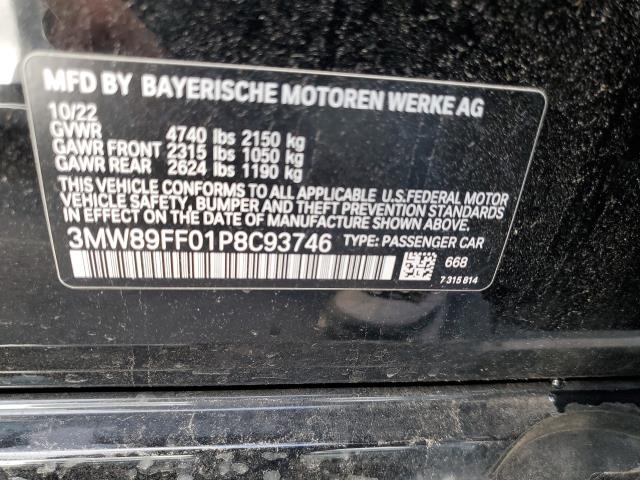 MFD BY BAYERISCHE MOTOREN WERKE AG
10/22
GVWR 4740 lbs 2150 kg
GAWR FRONT 2315 lbs 1050 kg
GAWR REAR 2624 lbs 1190 kg
THIS VEHICLE CONFORMS TO ALL APPLICABLE U.S.FEDERAL MOTOR
VEHICLE SAFETY, BUMPER, AND THEFT PREVENTION STANDARDS
IN EFFECT ON THE DATE OF MANUFACTURE SHOWN ABOVE.
3MW89FF01P8C93746 TYPE: PASSENGER CAR
668
7 315 814